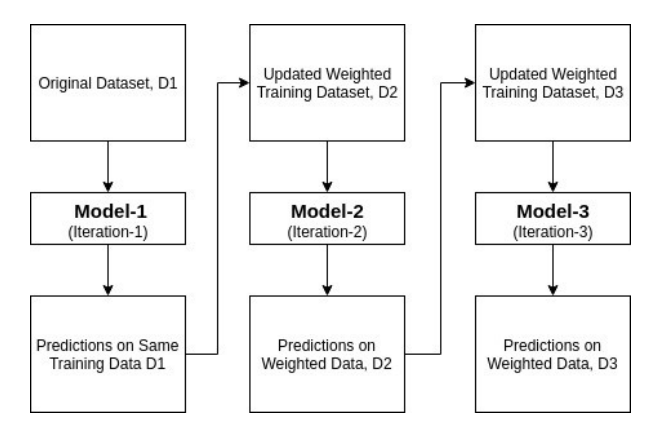 Original Dataset, D1
Model-1
(Iteration-1)
Predictions on Same
Training Data D1
Updated Weighted
Training Dataset, D2
Model-2
(Iteration-2)
Predictions on
Weighted Data, D2
Updated Weighted
Training Dataset, D3
Model-3
(Iteration-3)
Predictions on
Weighted Data, D3